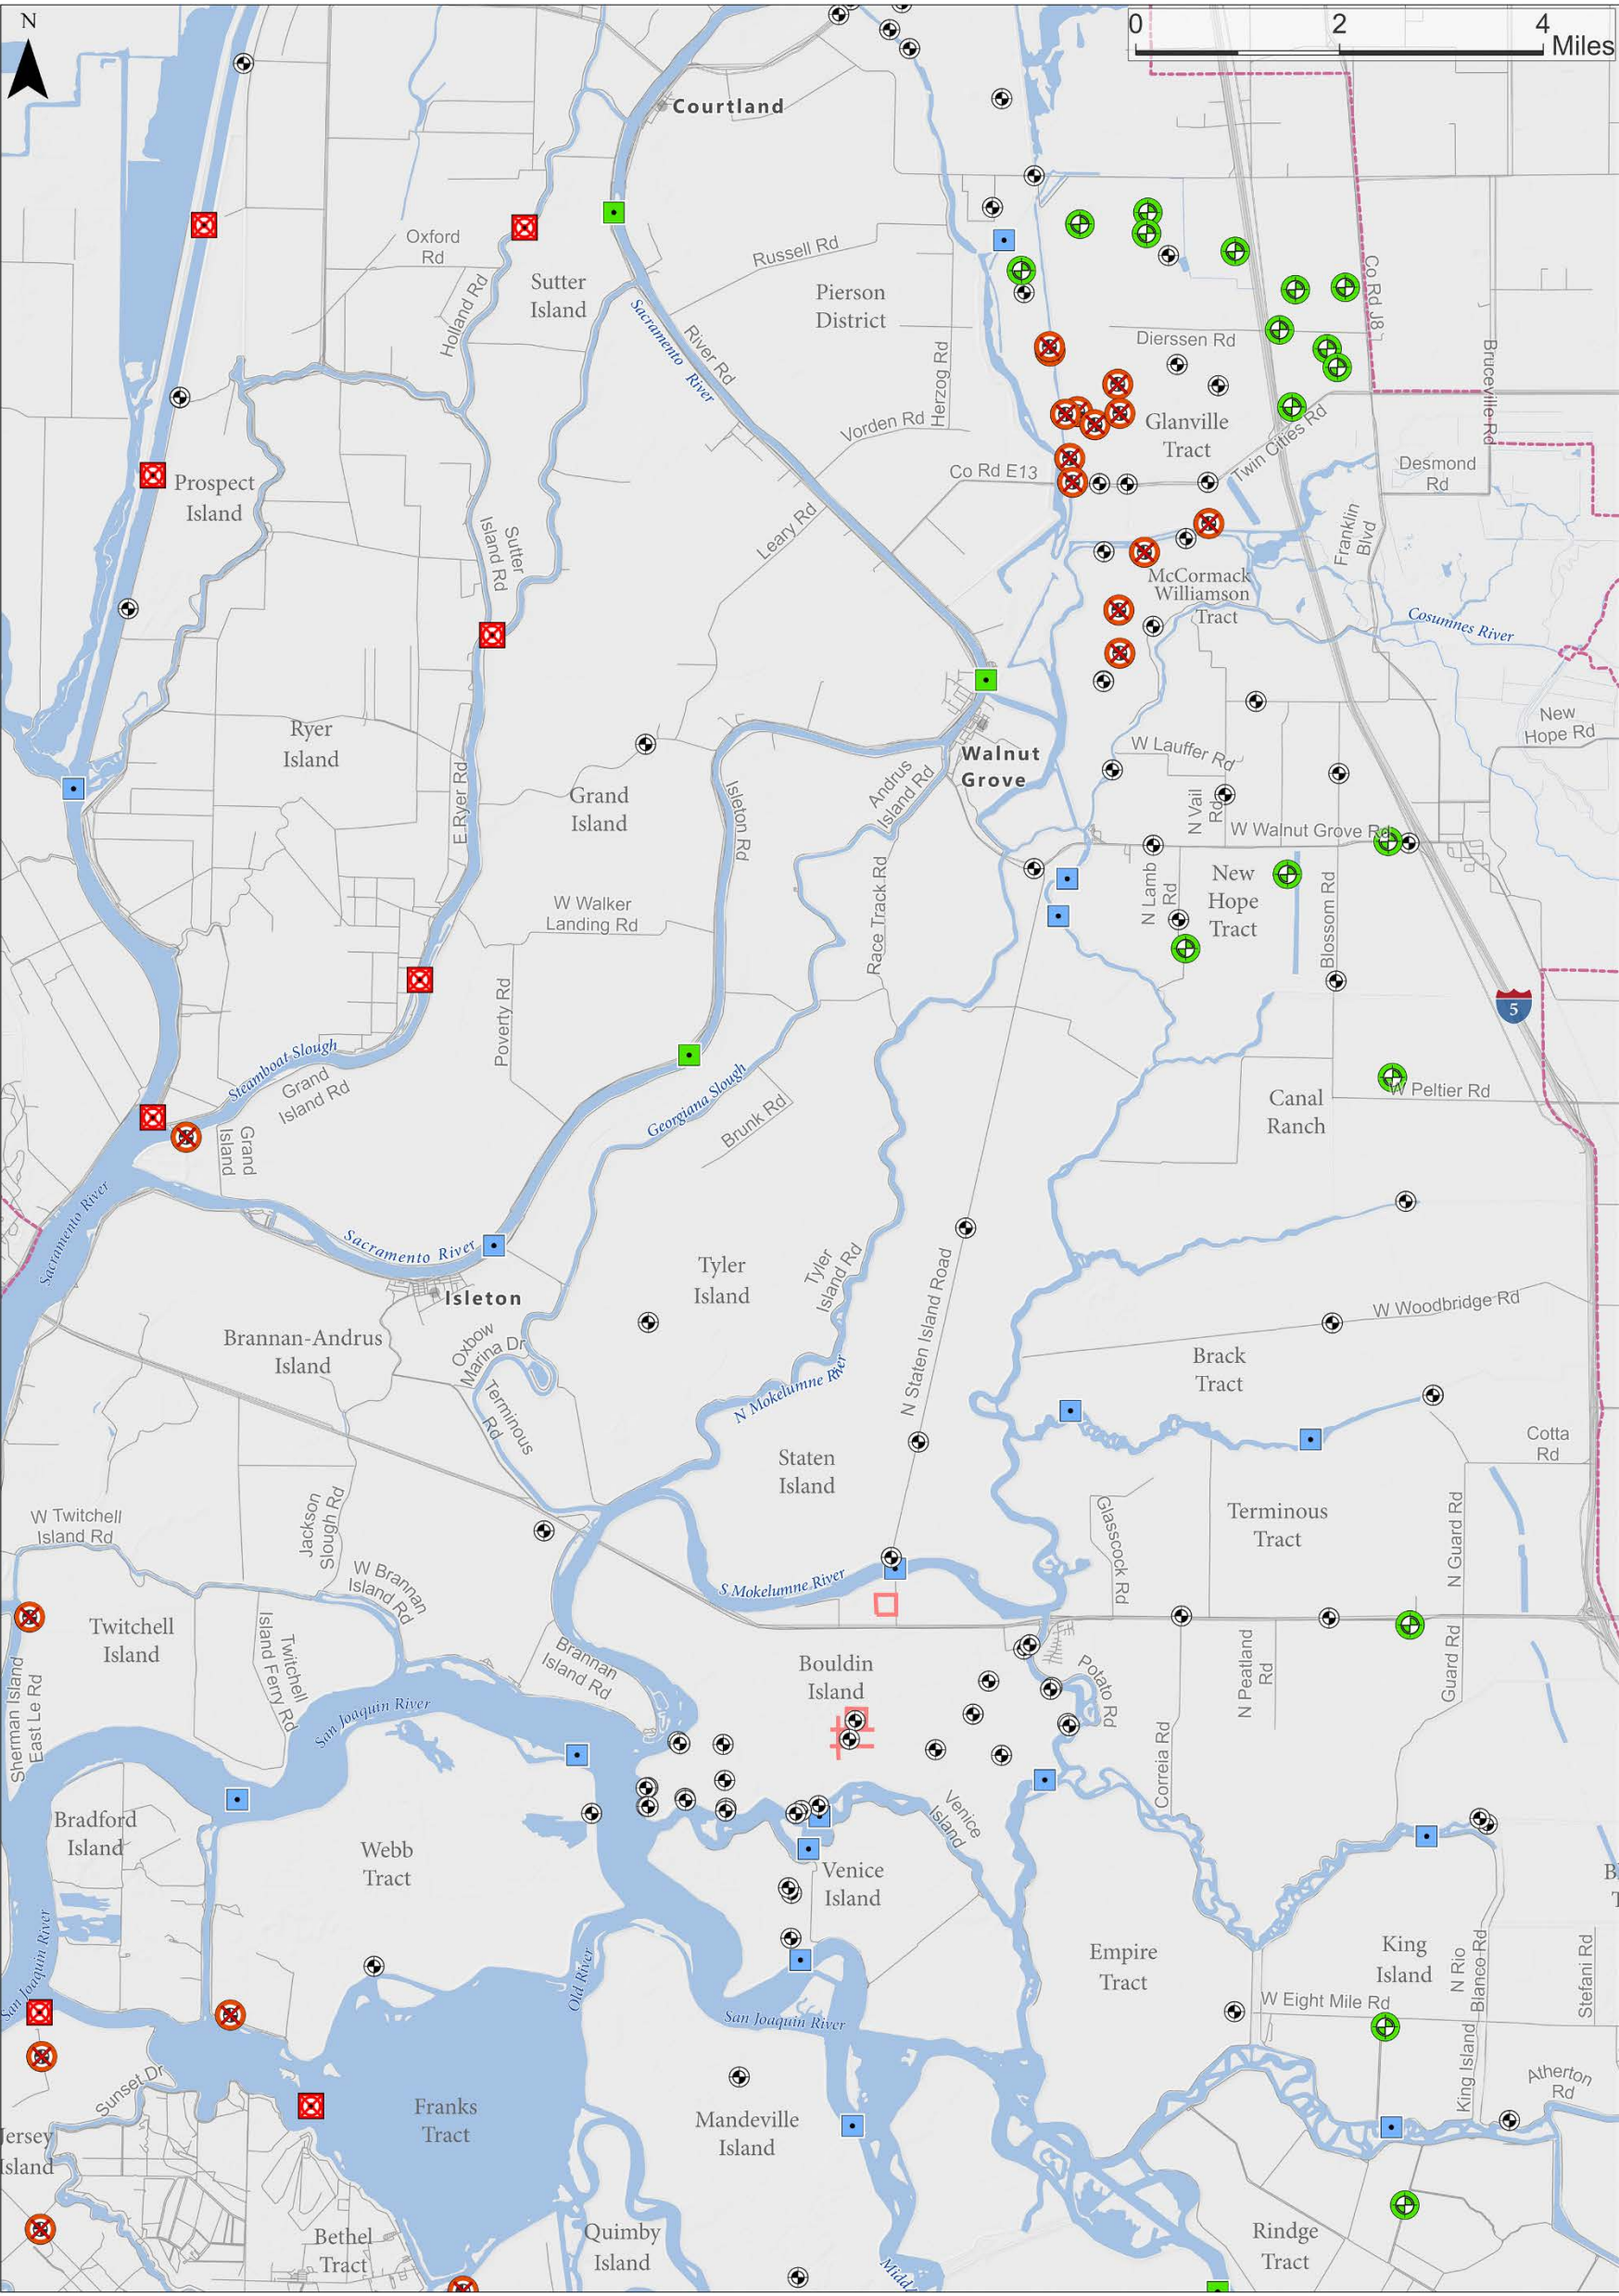 N
0 2 4
Miles
Courtland
Oxford
Rd
Holland Rd
Sutter
Island
Russell Rd
Pierson
District
Sacramento River
River Rd
Herzog Rd
Vorden Rd
Dierssen Rd
Co Rd J8
Bruceville Rd
Glanville
Tract
Twin Cities Rd
Co Rd E13
Desmond
Rd
Prospect
Island
Sutter
Island Rd
Leary Rd
Franklin
Blvd
McCormack
Williamson
Tract
Cosumnes River
Ryer
Island
E Ryer Rd
Grand
Island
Isleton Rd
Andrus
Island Rd
Walnut
Grove
W Lauffer Rd
New
Hope Rd
N Vail
Rd
W Walnut Grove Rd
W Walker
Landing Rd
Race Track Rd
N Lamb
Rd
New
Hope
Tract
Blossom Rd
5
Poverty Rd
Steamboat Slough
Grand
Island Rd
Grand
Island
Georgiana Slough
Brunk Rd
W Peltier Rd
Canal
Ranch
Sacramento River
Sacramento River
Isleton
Tyler
Island
Tyler
Island Rd
N Staten Island Road
W Woodbridge Rd
Brannan-Andrus
Island
Oxbow
Marina Dr
Terminous
Rd
N Mokelumne River
Brack
Tract
Cotta
Rd
Staten
Island
W Twitchell
Island Rd
Jackson
Slough Rd
W Brannan
Island Rd
Glasscock Rd
Terminous
Tract
N Guard Rd
S Mokelumne River
Twitchell
Island
Twitchell
Island Ferry Rd
Sherman Island
East Le Rd
Brannan
Island Rd
Bouldin
Island
Potato Rd
N Peatland
Rd
Guard Rd
San Joaquin River
Correia Rd
Bradford
Island
Webb
Tract
Venice
Island
Venice
Island
San Joaquin River
Old River
Empire
Tract
King
Island
N Rio
Blanco Rd
Stefani Rd
W Eight Mile Rd
San Joaquin River
King Island
Sunset Dr
Atherton
Rd
Jersey
Island
Franks
Tract
Mandeville
Island
Bethel
Tract
Quimby
Island
Rindge
Tract